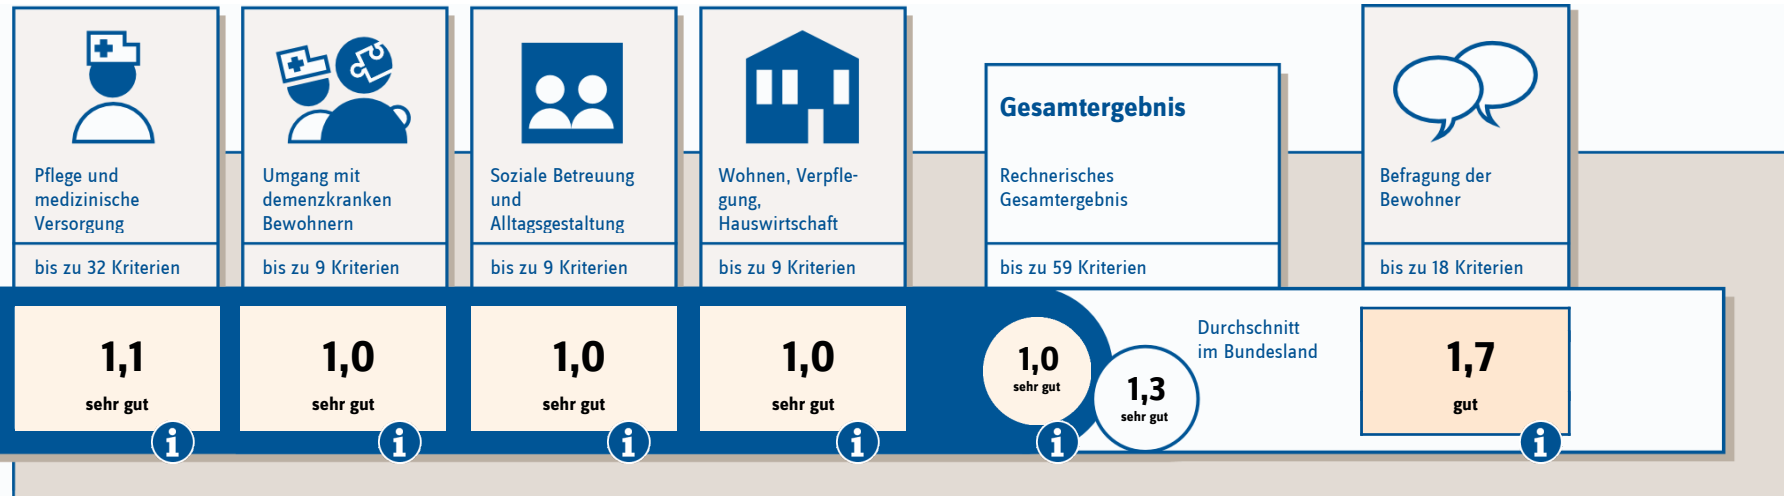 Pflege und
medizinische
Versorgung
bis zu 32 Kriterien
1,1
sehr gut
Umgang mit
demenzkranken
Bewohnern
bis zu 9 Kriterien
1,0
sehr gut
Soziale Betreuung
und
Alltagsgestaltung
bis zu 9 Kriterien
1,0
sehr gut
Wohnen, Verpfle-
gung,
Hauswirtschaft
bis zu 9 Kriterien
1,0
sehr gut
Gesamtergebnis
Rechnerisches
Gesamtergebnis
bis zu 59 Kriterien
1,0
sehr gut
1,3
sehr gut
Durchschnitt
im Bundesland
Befragung der
Bewohner
bis zu 18 Kriterien
1,7
gut
i
i
i
i
i
i